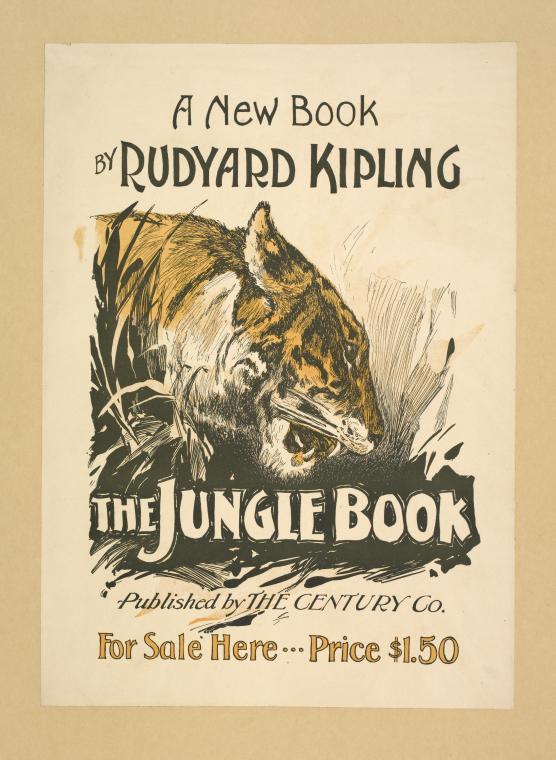 A New Book
BY RUDYARD KIPLING
THE JUNGLE BOOK
Published by THE CENTURY Co.
For Sale Here ... Price $1.50